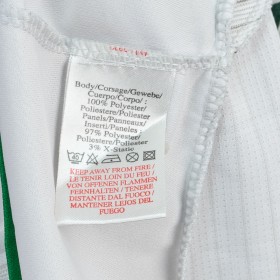 Body/Corsage/Gewebe/
Cuerpo/Corpo/ :
100% Polyester/
Poliestere/Poliester
Panels/Panneaux/
Inserti/Paneles
97% Polyester/
Poliestere/Poliester
3% X-Static
KEEP AWAY FROM FIRE
/ LE TENIR LOIN DU FEU /
VON OFFENEN FLAMMEN
FERNHALTEN / TENERE
DISTANTE DAL FUOCO /
MANTENER LEJOS DEL
FUEGO